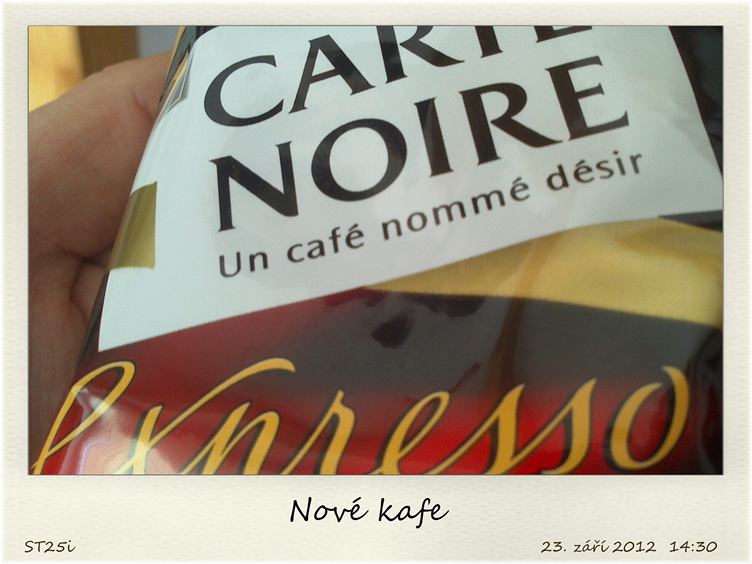 CARTE
NOIRE
Un café nommé désir
expresso
Nové kafe
ST25i 23. září 2012 14:30